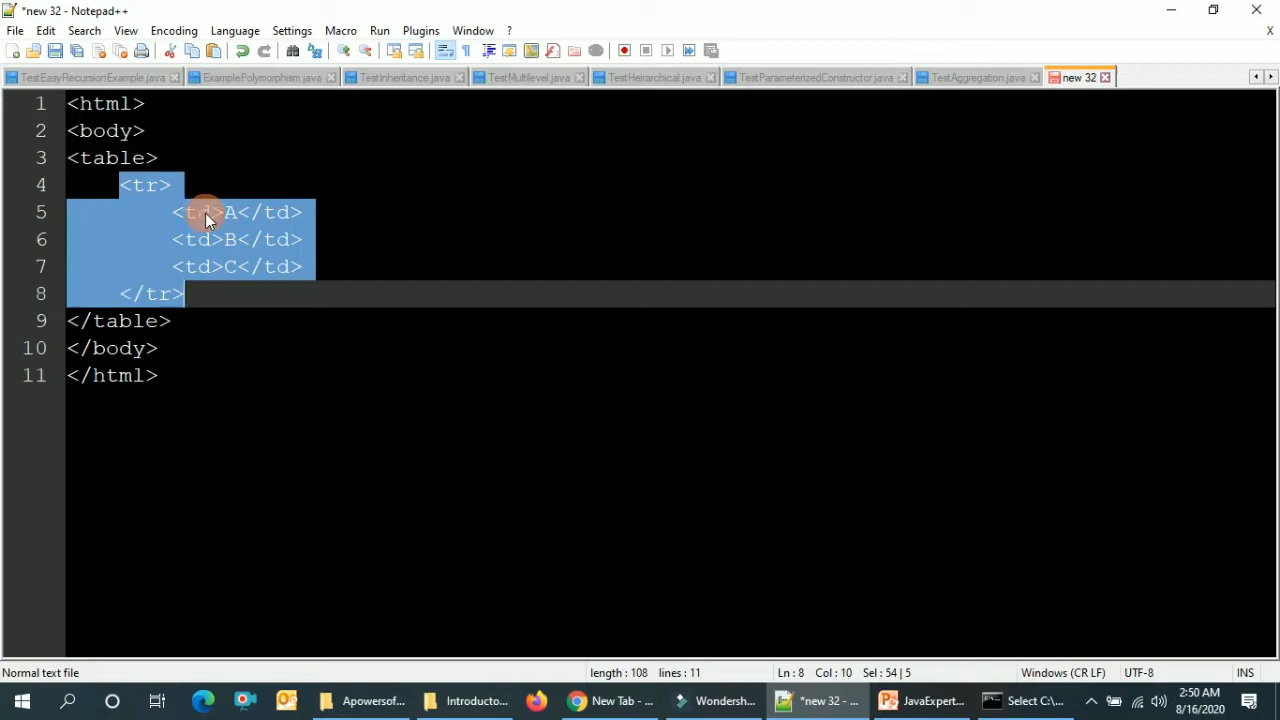 *new 32 - Notepad++
File Edit Search View Encoding Language Settings Macro Run Plugins Window ? X
TestEasyRecursionExample.java ExamplePolymorphism.java TestInheritance.java TestMultilevel.java TestHeirarchical.java TestParameterizedConstructor.java TestAggregation.java new 32
1 <html>
2 <body>
3 <table>
4 <tr>
5 <td>A</td>
6 <td>B</td>
7 <td>C</td>
8 </tr>
9 </table>
10 </body>
11 </html>
Normal text file length : 108 lines : 11 Ln : 8 Col : 10 Sel : 54 | 5 Windows (CR LF) UTF-8 INS
Apowersof... Introducto... New Tab - ... Wondersh... *new 32 - ... JavaExpert... Select C:\... 2:50 AM
8/16/2020